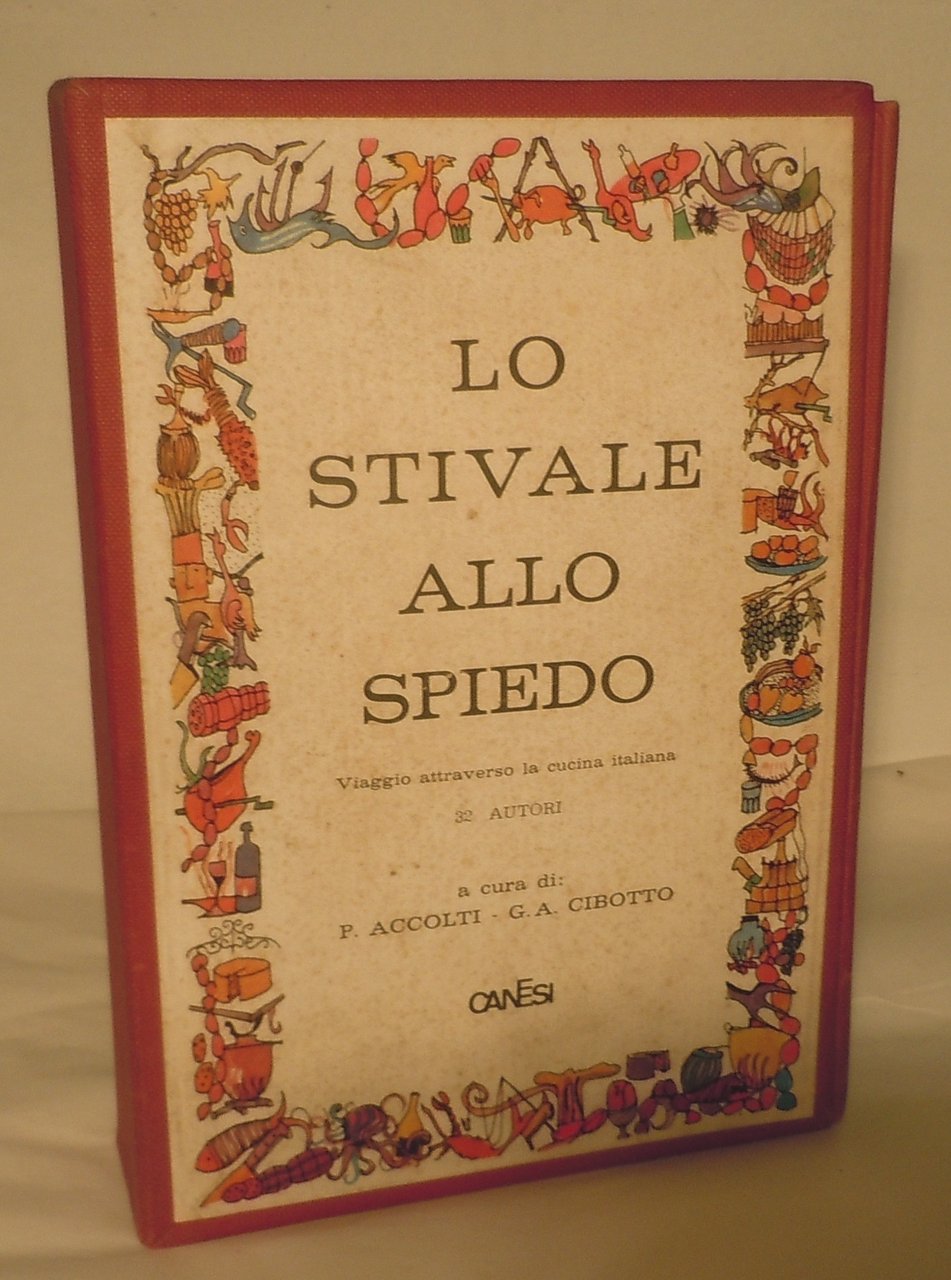 LO
STIVALE
ALLO
SPIEDO
Viaggio attraverso la cucina italiana
32 AUTORI
a cura di:
P. ACCOLTI - G. A. CIBOTTO
CANESI